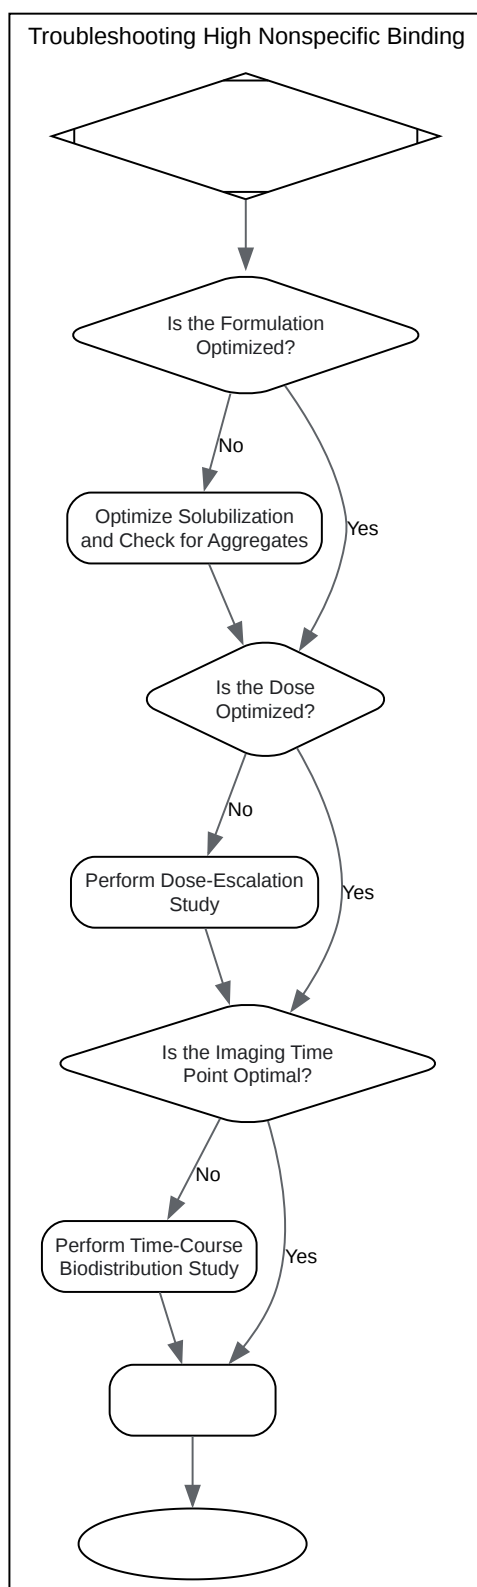 Troubleshooting High Nonspecific Binding
Is the Formulation
Optimized?
No
Optimize Solubilization
and Check for Aggregates
Yes
Is the Dose
Optimized?
No
Perform Dose-Escalation
Study
Yes
Is the Imaging Time
Point Optimal?
No
Perform Time-Course
Biodistribution Study
Yes